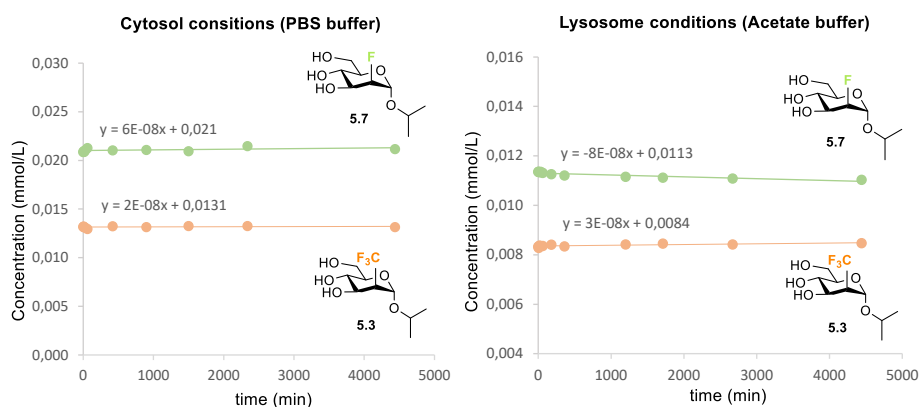 Cytosol consitions (PBS buffer)
Concentration (mmol/L)
0,030
0,025
0,020
0,015
0,010
0,005
0,000
0
1000
2000
3000
4000
5000
time (min)
y = 6E-08x + 0,021
y = 2E-08x + 0,0131
HO
F
HO
O
HO
O
5.7
F3C
HO
HO
O
HO
O
5.3
Lysosome conditions (Acetate buffer)
Concentration (mmol/L)
0,016
0,014
0,012
0,010
0,008
0,006
0,004
0
1000
2000
3000
4000
5000
time (min)
y = -8E-08x + 0,0113
y = 3E-08x + 0,0084
HO
F
HO
O
HO
O
5.7
F3C
HO
HO
O
HO
O
5.3